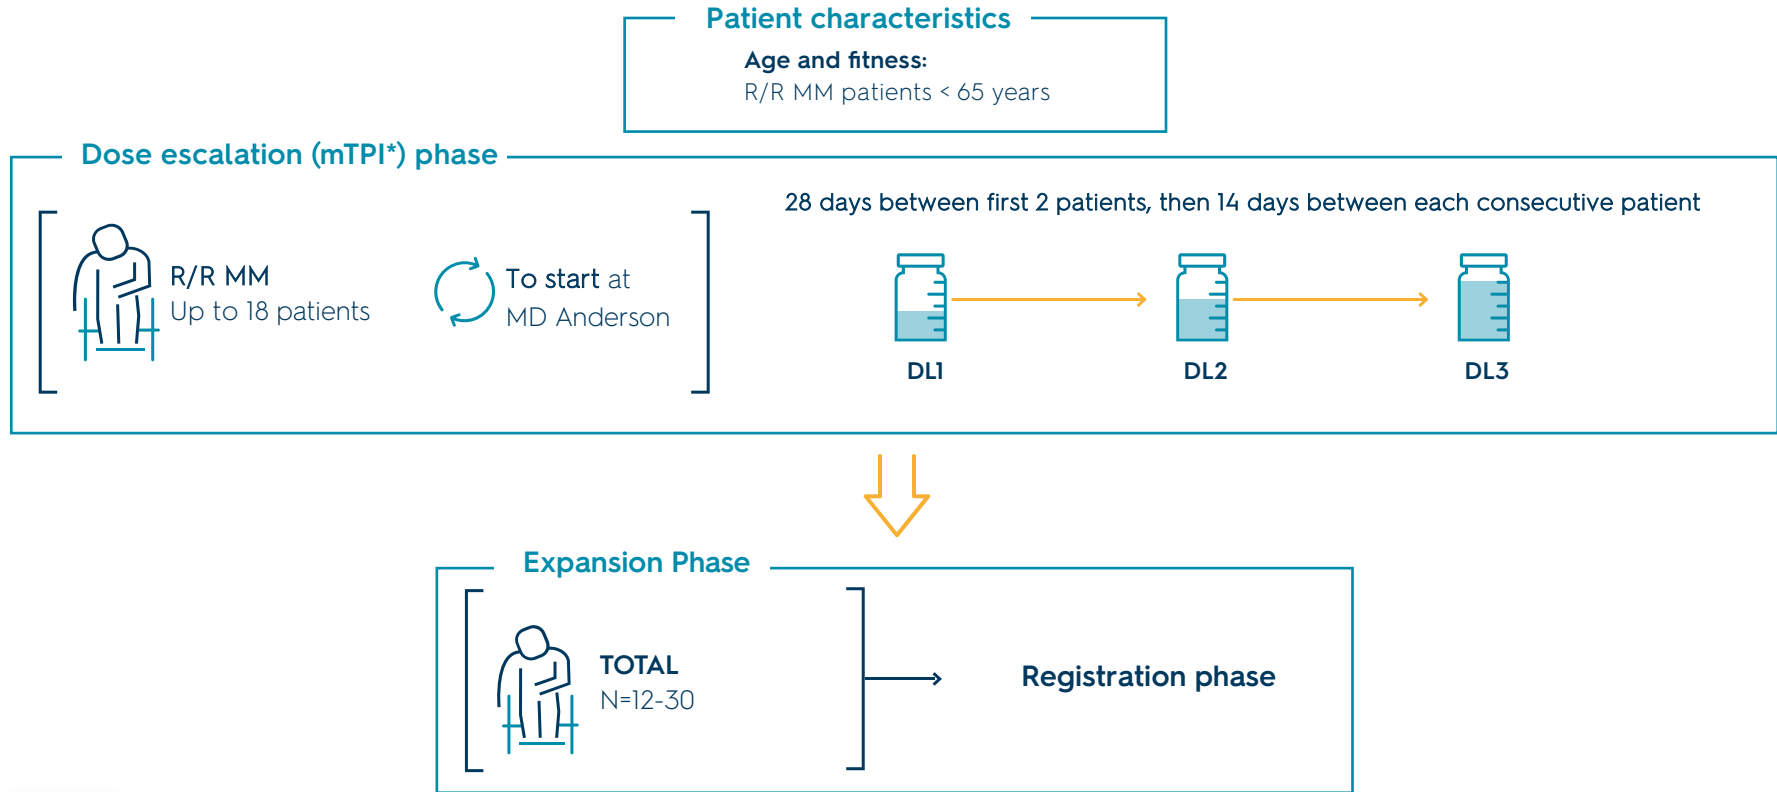 Patient characteristics
Age and fitness:
R/R MM patients < 65 years
Dose escalation (mTPI*) phase
28 days between first 2 patients, then 14 days between each consecutive patient
R/R MM
Up to 18 patients
To start at
MD Anderson
DL1
DL2
DL3
Expansion Phase
TOTAL
N=12-30
Registration phase